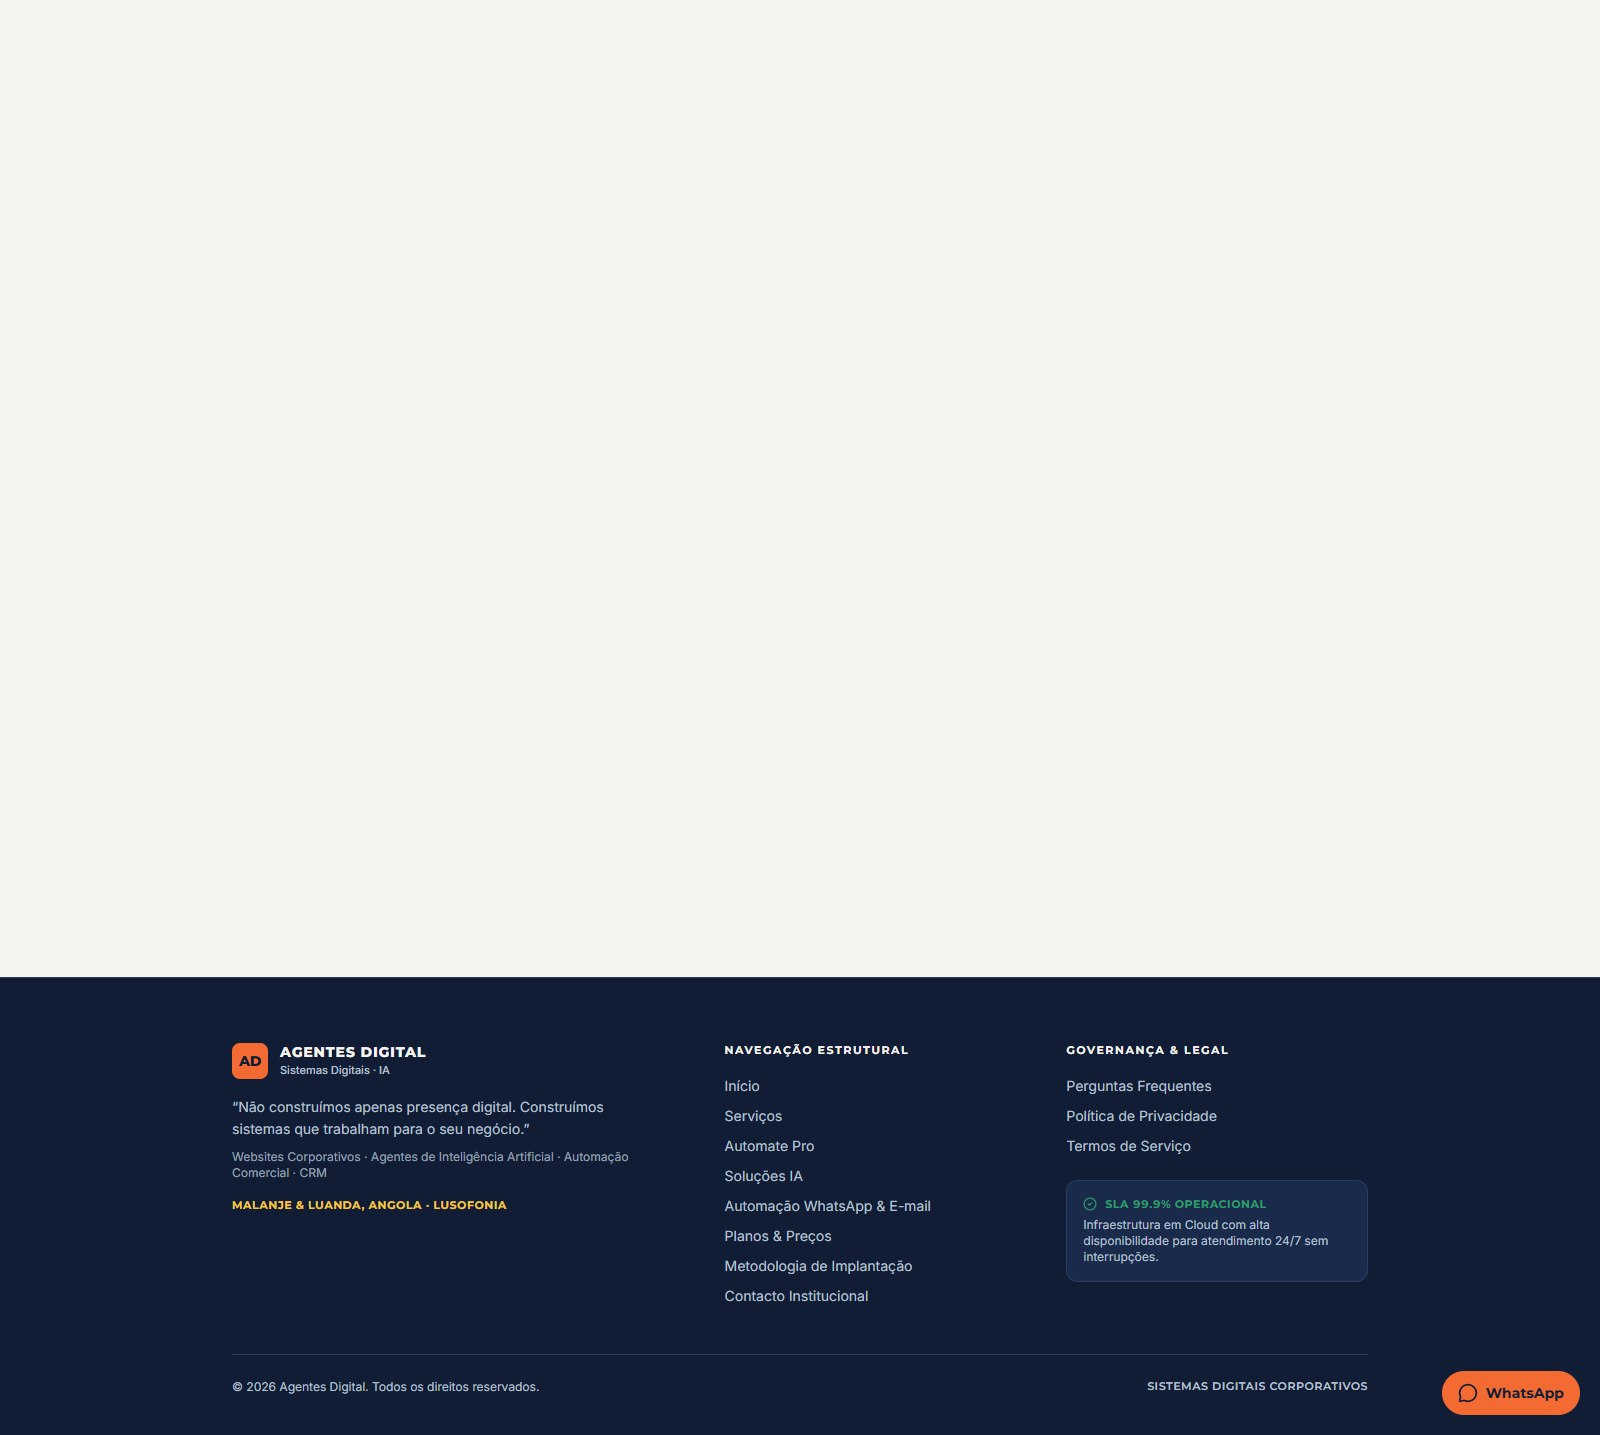 AD
AGENTES DIGITAL
Sistemas Digitais · IA
“Não construímos apenas presença digital. Construímos
sistemas que trabalham para o seu negócio.”
Websites Corporativos · Agentes de Inteligência Artificial · Automação
Comercial · CRM
MALANJE & LUANDA, ANGOLA · LUSOFONIA
NAVEGAÇÃO ESTRUTURAL
Início
Serviços
Automate Pro
Soluções IA
Automação WhatsApp & E-mail
Planos & Preços
Metodologia de Implantação
Contacto Institucional
GOVERNANÇA & LEGAL
Perguntas Frequentes
Política de Privacidade
Termos de Serviço
SLA 99.9% OPERACIONAL
Infraestrutura em Cloud com alta
disponibilidade para atendimento 24/7 sem
interrupções.
© 2026 Agentes Digital. Todos os direitos reservados.
SISTEMAS DIGITAIS CORPORATIVOS
WhatsApp